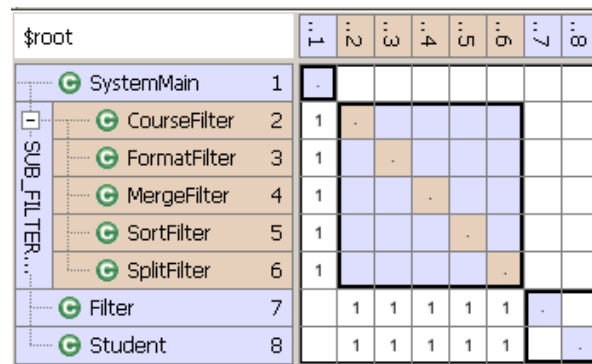 $root ..1 ..2 ..3 ..4 ..5 ..6 ..7 ..8
SystemMain 1 .
CourseFilter 2 1 .
FormatFilter 3 1 .
MergeFilter 4 1 .
SortFilter 5 1 .
SplitFilter 6 1 .
SUB_FILTER...
Filter 7 1 1 1 1 1 .
Student 8 1 1 1 1 1 .